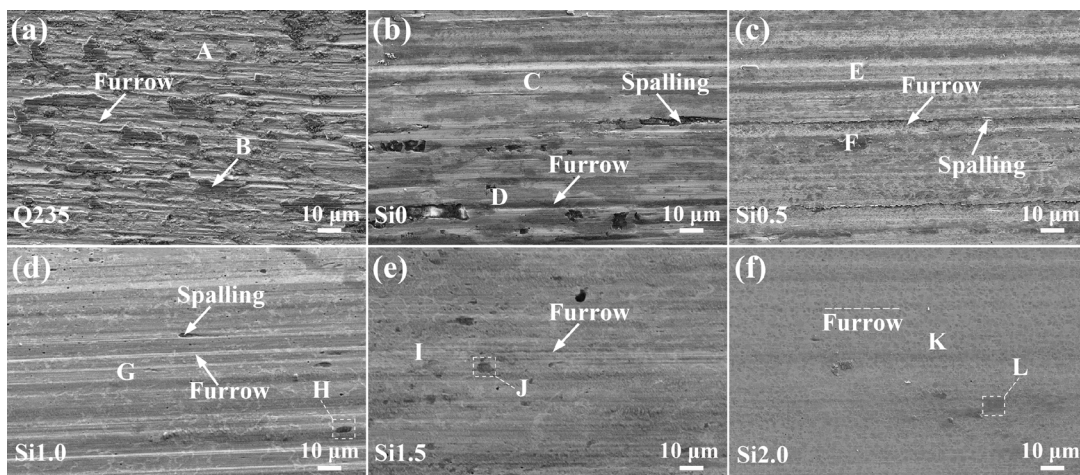 (a)
A
Furrow
B
Q235
10 μm
(b)
C
Spalling
D
Furrow
Si0
10 μm
(c)
E
Furrow
F
Spalling
Si0.5
10 μm
(d)
Spalling
G
Furrow
H
Si1.0
10 μm
(e)
Furrow
I
J
Si1.5
10 μm
(f)
Furrow
K
L
Si2.0
10 μm